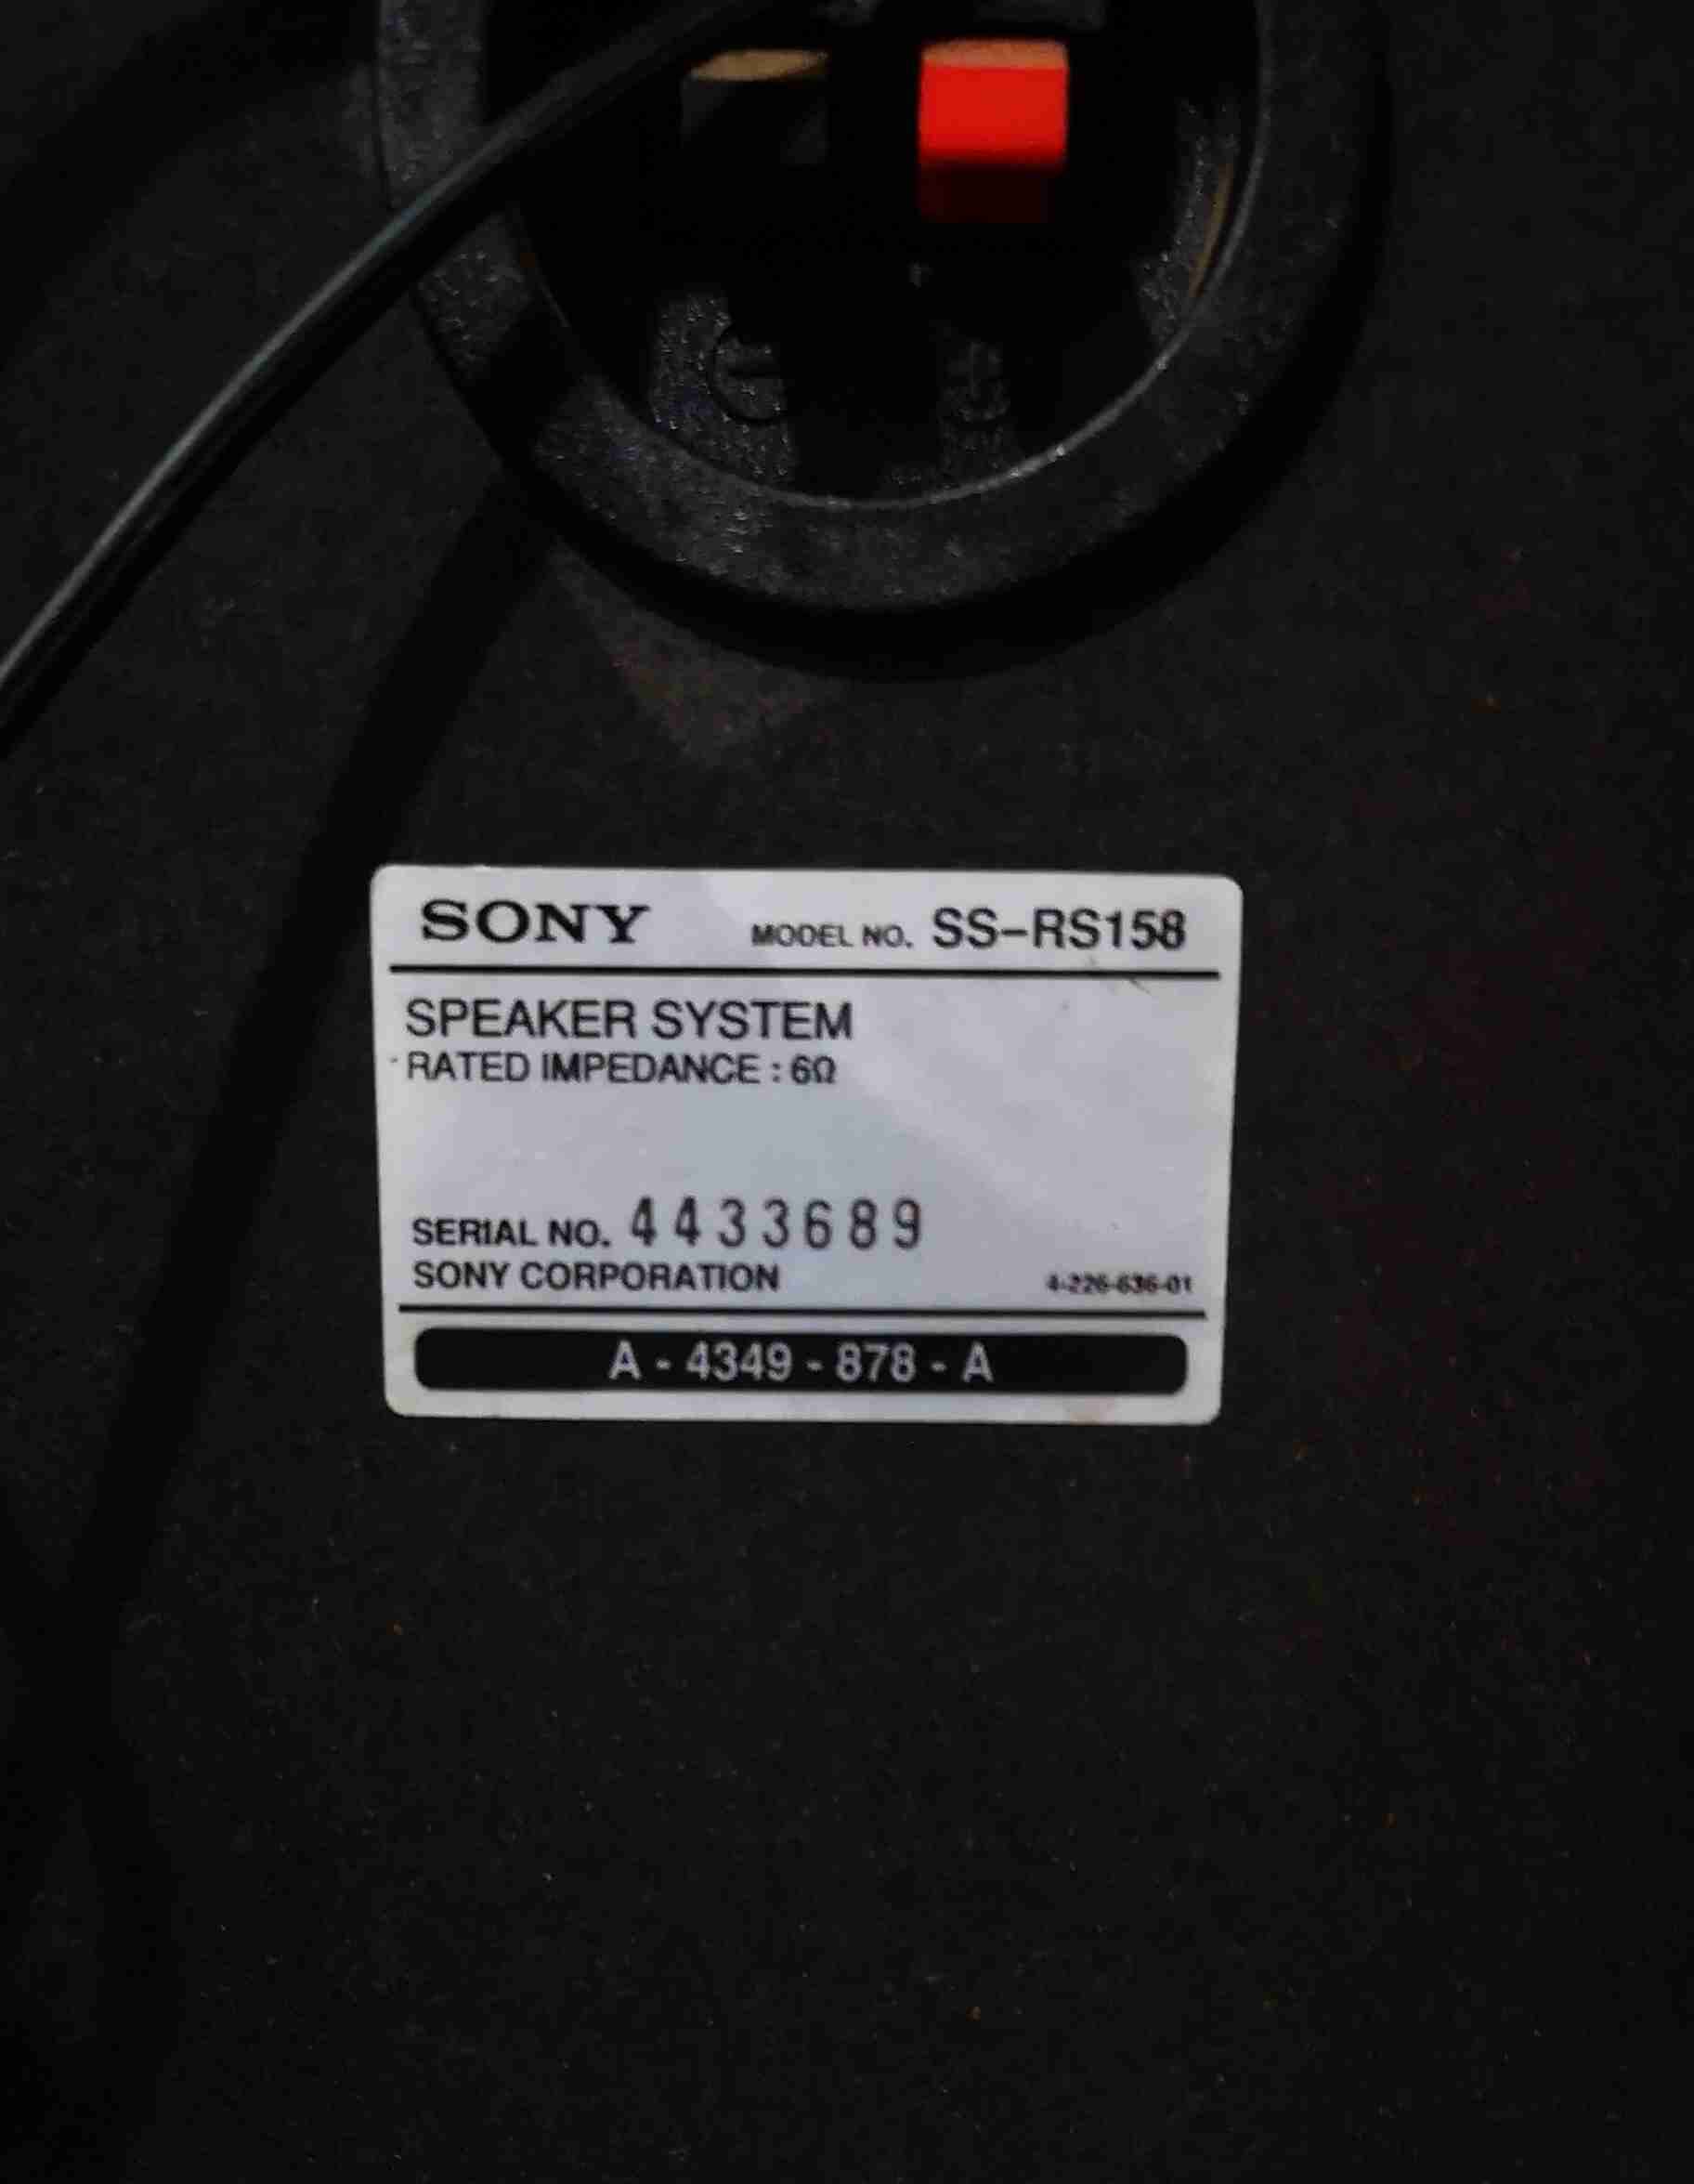 SONY MODEL NO. SS-RS158
SPEAKER SYSTEM
RATED IMPEDANCE : 6Ω
SERIAL NO. 4433689
SONY CORPORATION 4-226-636-01
A - 4349 - 878 - A